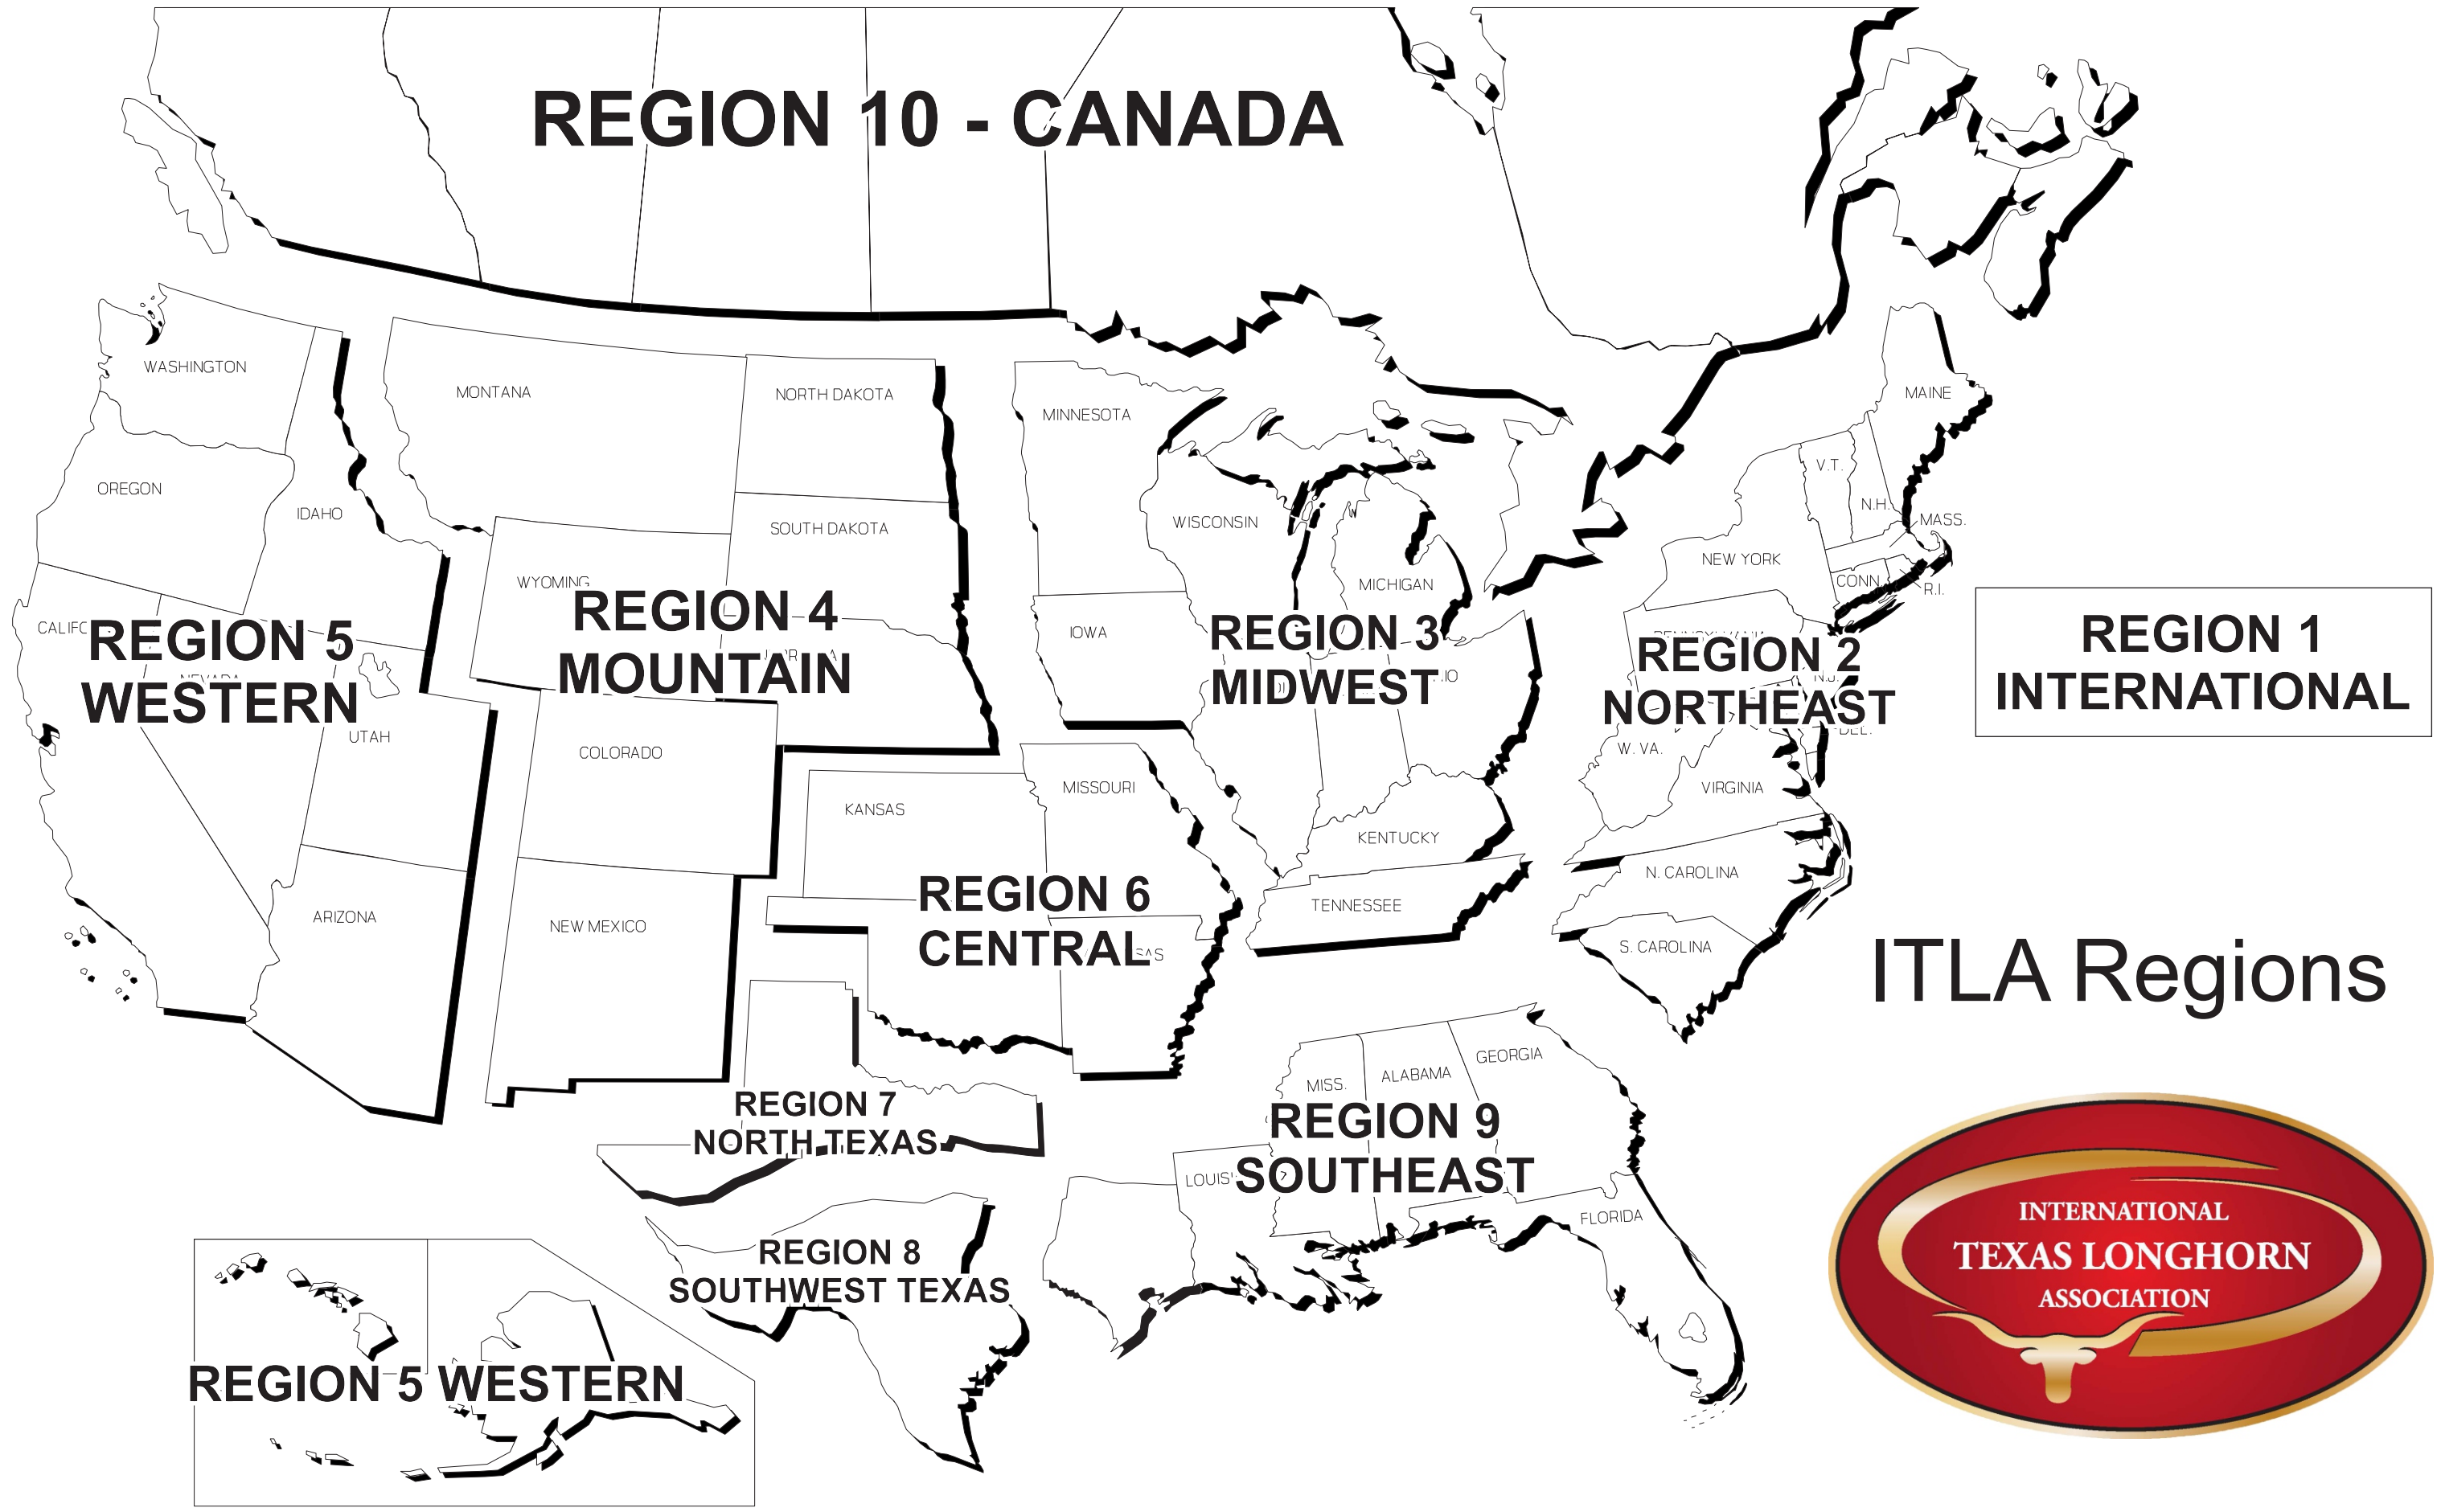 REGION 10 - CANADA
WASHINGTON
MONTANA
NORTH DAKOTA
MINNESOTA
MAINE
OREGON
IDAHO
SOUTH DAKOTA
WISCONSIN
V.T.
N.H.
MASS.
WYOMING
MICHIGAN
NEW YORK
CONN.
R.I.
REGION 5
WESTERN
REGION 4
MOUNTAIN
IOWA
REGION 3
MIDWEST
REGION 2
NORTHEAST
REGION 1
INTERNATIONAL
N.J.
DEL.
UTAH
COLORADO
KANSAS
MISSOURI
W. VA.
VIRGINIA
KENTUCKY
REGION 6
CENTRAL
N. CAROLINA
TENNESSEE
ARIZONA
NEW MEXICO
S. CAROLINA
ITLA Regions
MISS.
ALABAMA
GEORGIA
REGION 7
NORTH TEXAS
REGION 9
SOUTHEAST
FLORIDA
REGION 8
SOUTHWEST TEXAS
REGION 5 WESTERN
INTERNATIONAL
TEXAS LONGHORN
ASSOCIATION